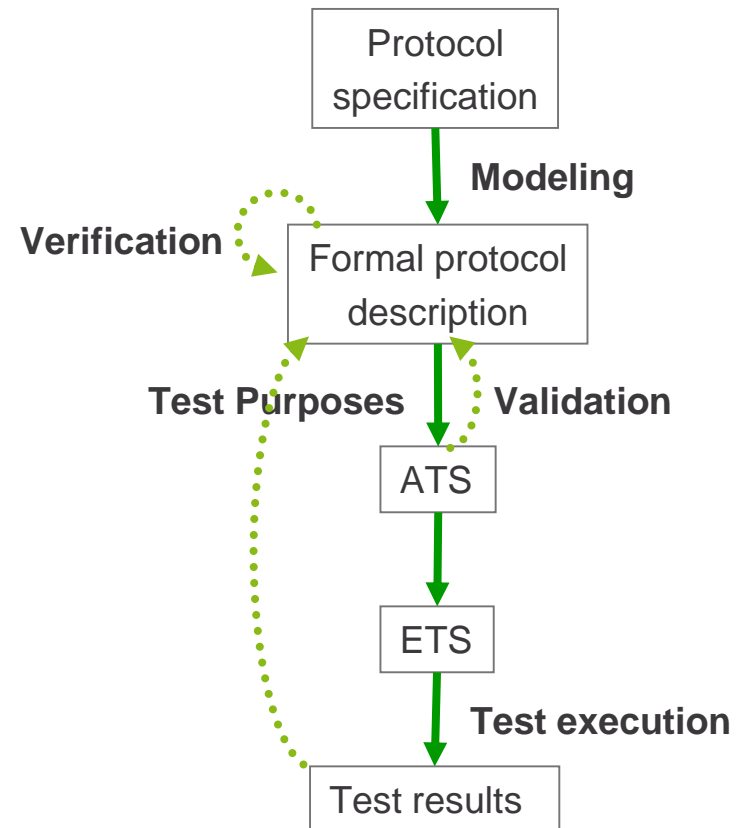 Protocol
specification
Modeling
Verification
Formal protocol
description
Test Purposes
Validation
ATS
ETS
Test execution
Test results